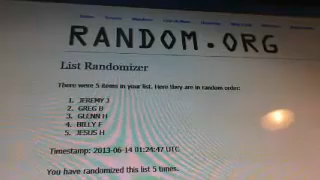 RANDOM.ORG
List Randomizer
There were 5 items in your list. Here they are in random order:
1. JEREMY J
2. GREG B
3. GLENN H
4. BILLY F
5. JESUS H
Timestamp: 2013-06-14 01:24:47 UTC
You have randomized this list 5 times.